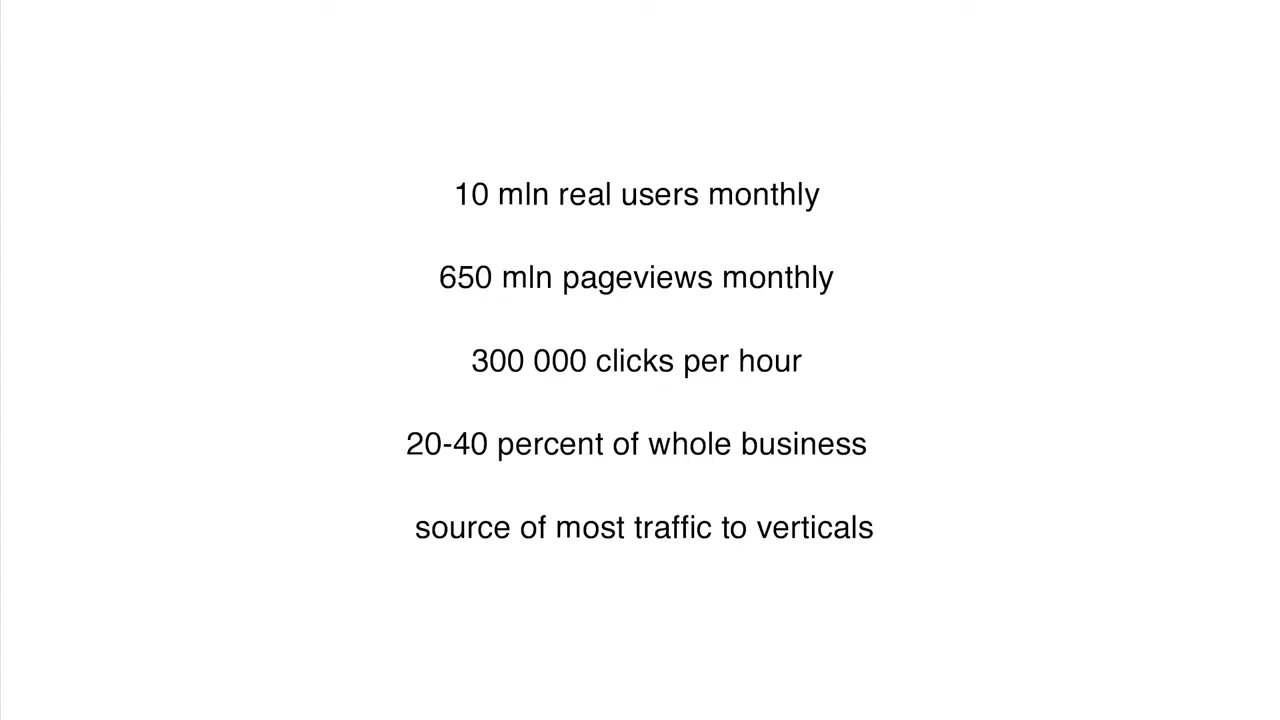 10 mln real users monthly
650 mln pageviews monthly
300 000 clicks per hour
20-40 percent of whole business
source of most traffic to verticals